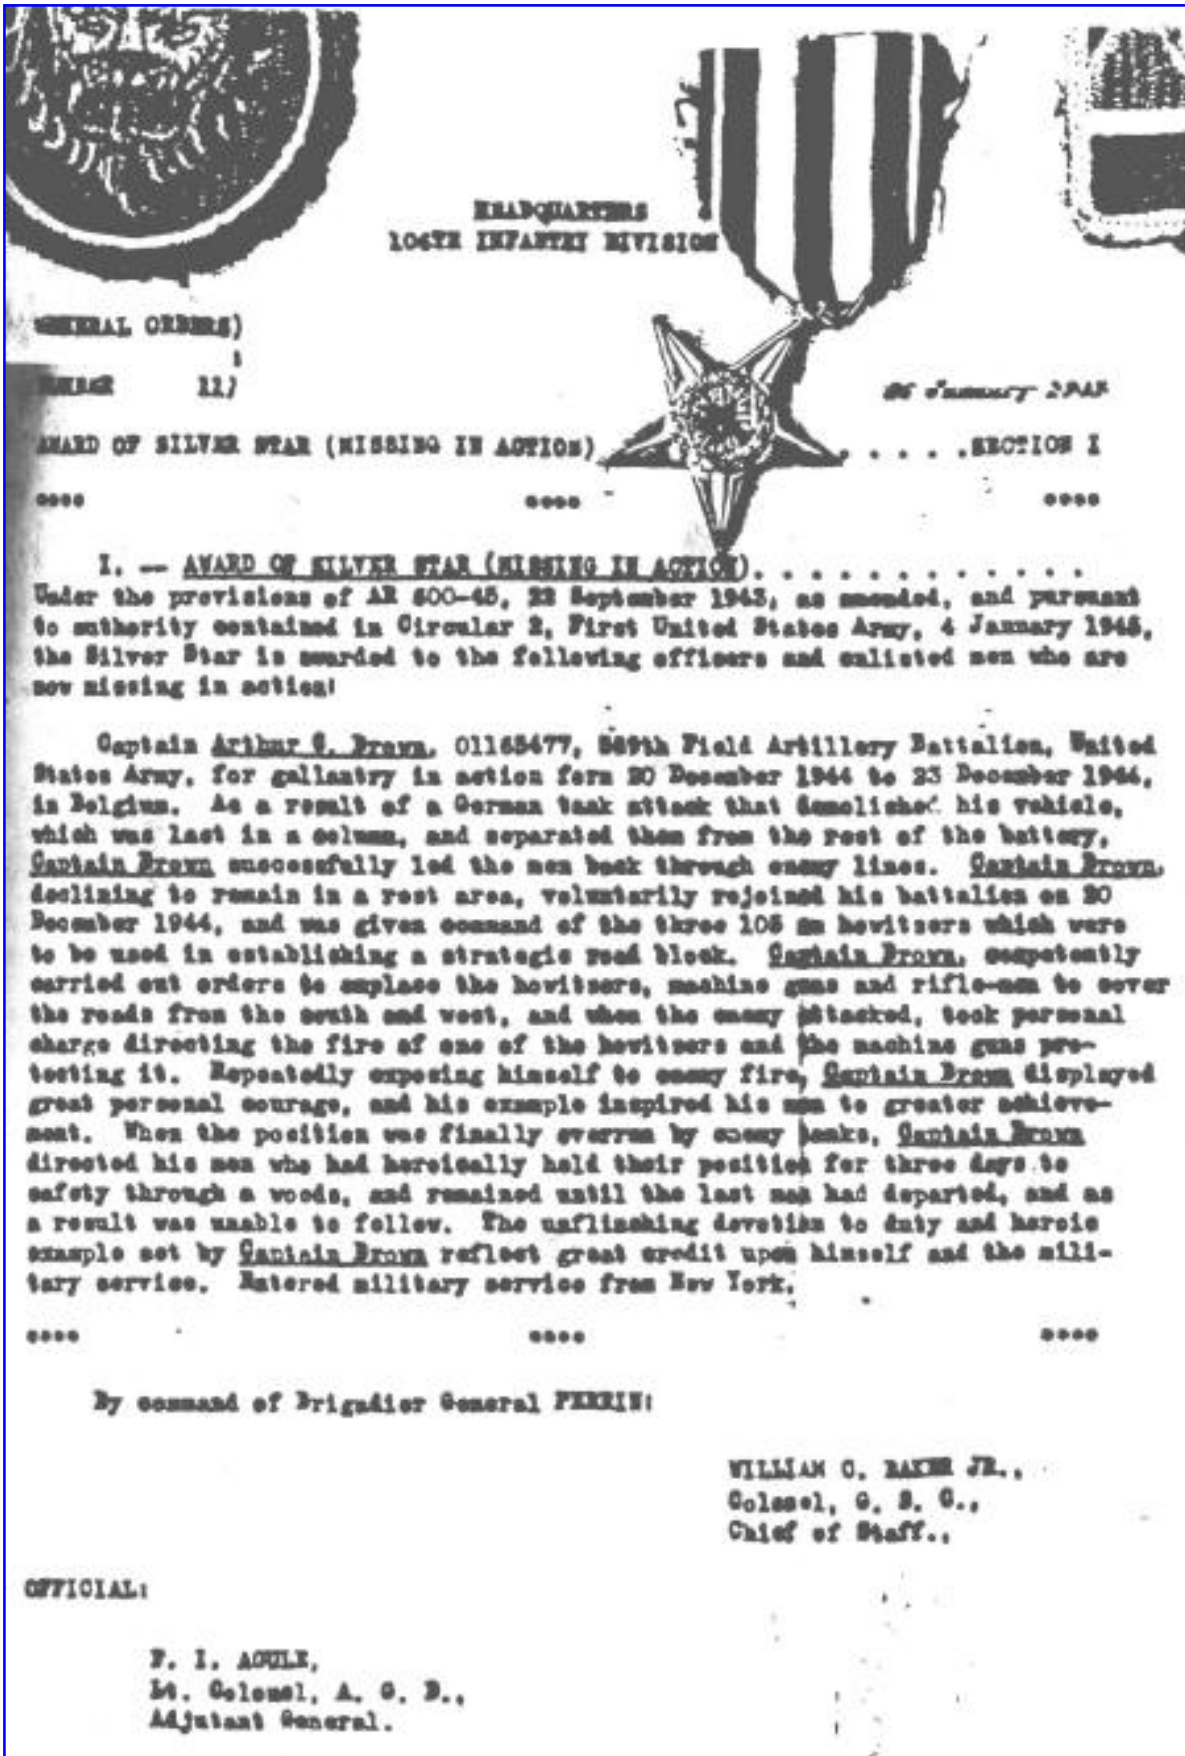 HEADQUARTERS
106TH INFANTRY DIVISION
GENERAL ORDERS)
:
NUMBER 11)
January 1945
AWARD OF SILVER STAR (MISSING IN ACTION) . . . . . SECTION I
**** **** ****
I. -- AWARD OF SILVER STAR (MISSING IN ACTION). . . . . . . . . . . . .
Under the provisions of AR 600-45, 22 September 1943, as amended, and pursuant
to authority contained in Circular 2, First United States Army, 4 January 1945,
the Silver Star is awarded to the following officers and enlisted men who are
now missing in action:
Captain Arthur C. Brown, 01165477, 589th Field Artillery Battalion, United
States Army, for gallantry in action form 20 December 1944 to 23 December 1944,
in Belgium. As a result of a German tank attack that demolished his vehicle,
which was last in a column, and separated them from the rest of the battery,
Captain Brown successfully led the men back through enemy lines. Captain Brown,
declining to remain in a rest area, voluntarily rejoined his battalion on 20
December 1944, and was given command of the three 105 mm howitzers which were
to be used in establishing a strategic road block. Captain Brown, competently
carried out orders to emplace the howitzers, machine guns and rifle-men to cover
the roads from the south and west, and when the enemy attacked, took personal
charge directing the fire of one of the howitzers and the machine guns pro-
tecting it. Repeatedly exposing himself to enemy fire, Captain Brown displayed
great personal courage, and his example inspired his men to greater achieve-
ment. When the position was finally overrun by enemy tanks, Captain Brown
directed his men who had heroically held their position for three days to
safety through a woods, and remained until the last man had departed, and as
a result was unable to follow. The unflinching devotion to duty and heroic
example set by Captain Brown reflect great credit upon himself and the mili-
tary service. Entered military service from New York.
**** **** ****
By command of Brigadier General PERRIN:
WILLIAM C. BAKER JR.,
Colonel, G. S. C.,
Chief of Staff.,
OFFICIAL:
F. I. AGULE,
Lt. Colonel, A. G. D.,
Adjutant General.